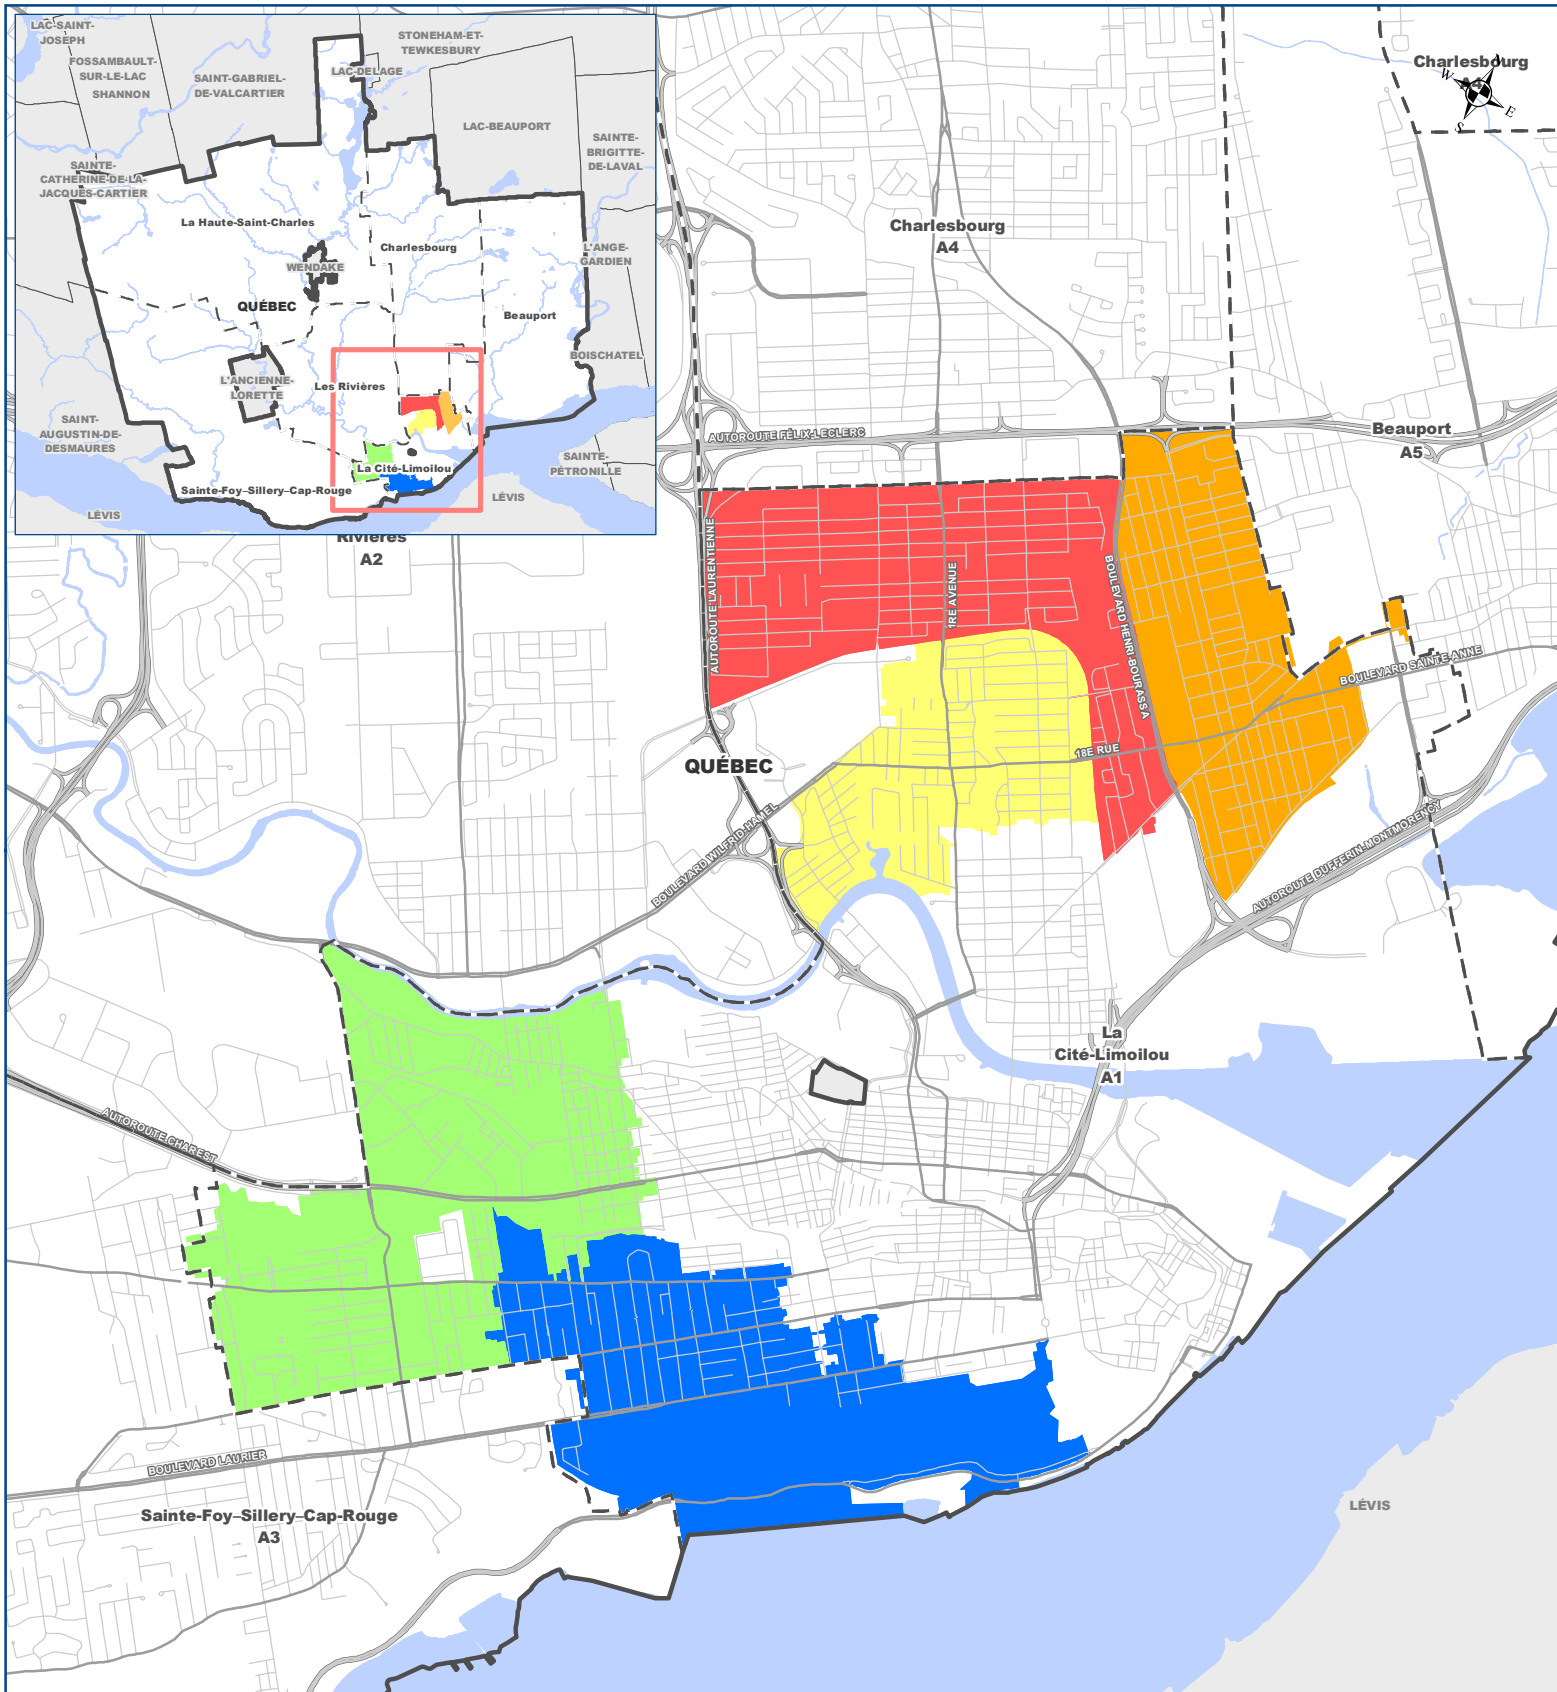 LAC-SAINT-
JOSEPH
FOSSAMBAULT-
SUR-LE-LAC
SHANNON
SAINT-GABRIEL-
DE-VALCARTIER
LAC-DELAGE
STONEHAM-ET-
TEWKESBURY
LAC-BEAUPORT
SAINTE-
BRIGITTE-
DE-LAVAL
SAINTE-
CATHERINE-DE-LA-
JACQUES-CARTIER
La Haute-Saint-Charles
Charlesbourg
WENDAKE
L'ANGE-
GARDIEN
QUÉBEC
Beauport
BOISCHATEL
L'ANCIENNE-
LORETTE
Les Rivières
SAINT-
AUGUSTIN-DE-
DESMAURES
La Cité-Limoilou
SAINTE-
PÉTRONILLE
Sainte-Foy–Sillery–Cap-Rouge
LÉVIS
LÉVIS
Charlesbourg
A4
N
W
E
S
Charlesbourg
A4
AUTOROUTE FÉLIX-LECLERC
Beauport
A5
Rivières
A2
AUTOROUTE LAURENTIENNE
1RE AVENUE
BOULEVARD HENRI-BOURASSA
BOULEVARD SAINTE-ANNE
18E RUE
QUÉBEC
BOULEVARD WILFRID-HAMEL
AUTOROUTE DUFFERIN-MONTMORENCY
La
Cité-Limoilou
A1
AUTOROUTE CHAREST
BOULEVARD LAURIER
Sainte-Foy–Sillery–Cap-Rouge
A3
LÉVIS